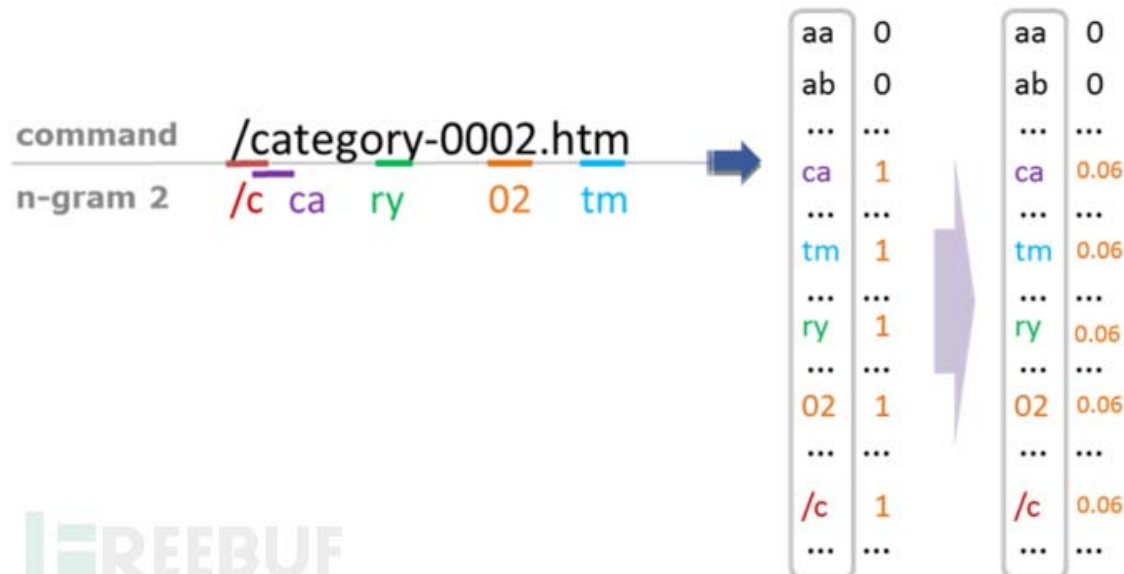 command /category-0002.htm
n-gram 2 /c ca ry 02 tm
aa 0
ab 0
... ...
ca 1
... ...
tm 1
... ...
ry 1
... ...
02 1
... ...
/c 1
... ...
aa 0
ab 0
... ...
ca 0.06
... ...
tm 0.06
... ...
ry 0.06
... ...
02 0.06
... ...
/c 0.06
... ...
FREEBUF